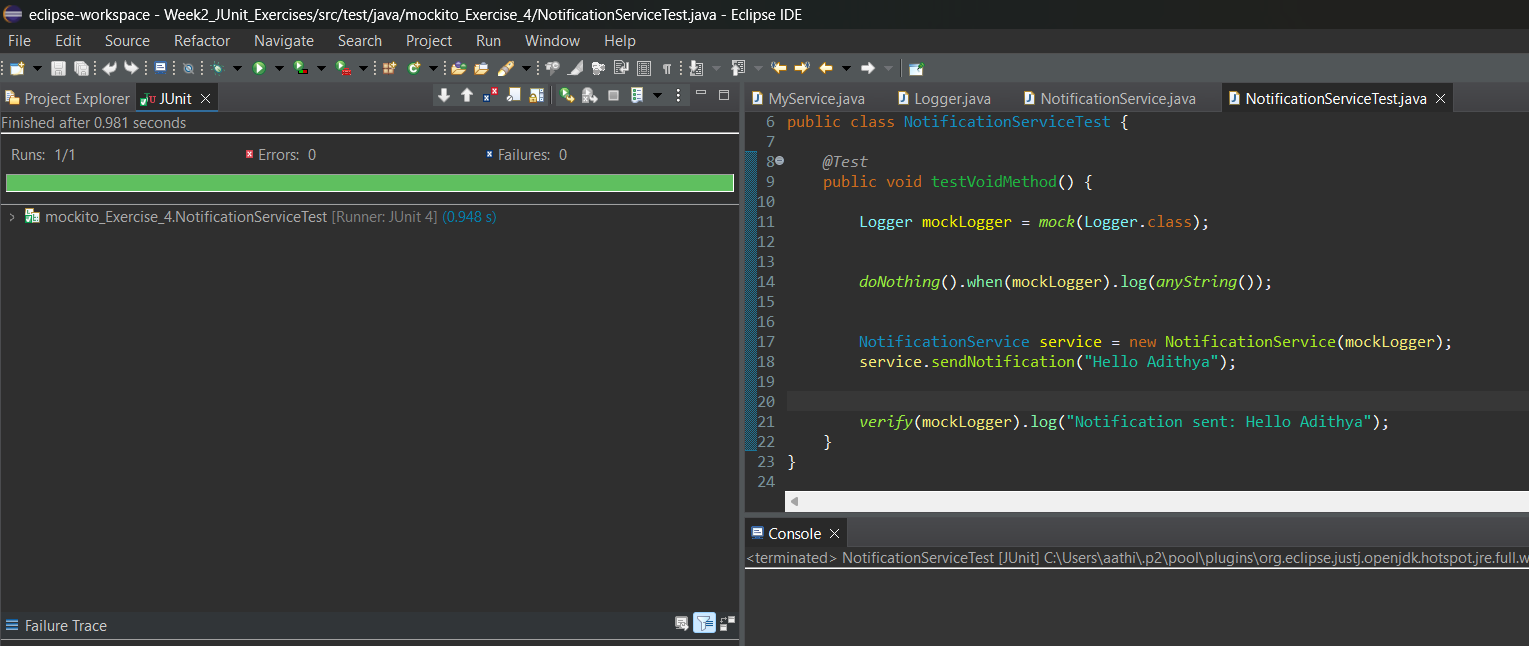 eclipse-workspace - Week2_JUnit_Exercises/src/test/java/mockito_Exercise_4/NotificationServiceTest.java - Eclipse IDE
File Edit Source Refactor Navigate Search Project Run Window Help
Project Explorer JUnit
Finished after 0.981 seconds
Runs: 1/1 Errors: 0 Failures: 0
mockito_Exercise_4.NotificationServiceTest [Runner: JUnit 4] (0.948 s)
Failure Trace
MyService.java Logger.java NotificationService.java NotificationServiceTest.java
6 public class NotificationServiceTest {
7
8 @Test
9 public void testVoidMethod() {
10
11 Logger mockLogger = mock(Logger.class);
12
13
14 doNothing().when(mockLogger).log(anyString());
15
16
17 NotificationService service = new NotificationService(mockLogger);
18 service.sendNotification("Hello Adithya");
19
20
21 verify(mockLogger).log("Notification sent: Hello Adithya");
22 }
23 }
24
Console
<terminated> NotificationServiceTest [JUnit] C:\Users\aathi\.p2\pool\plugins\org.eclipse.justj.openjdk.hotspot.jre.full.w